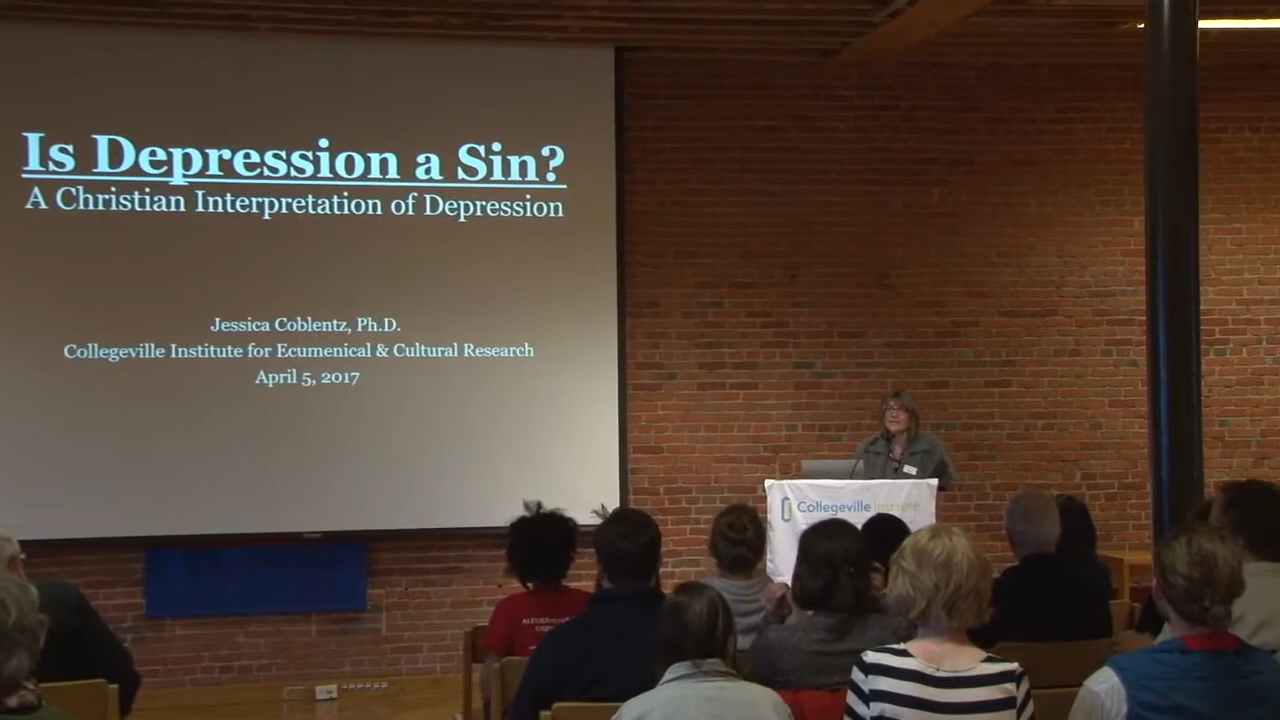 Is Depression a Sin?
A Christian Interpretation of Depression
Jessica Coblentz, Ph.D.
Collegeville Institute for Ecumenical & Cultural Research
April 5, 2017
Collegeville Institute